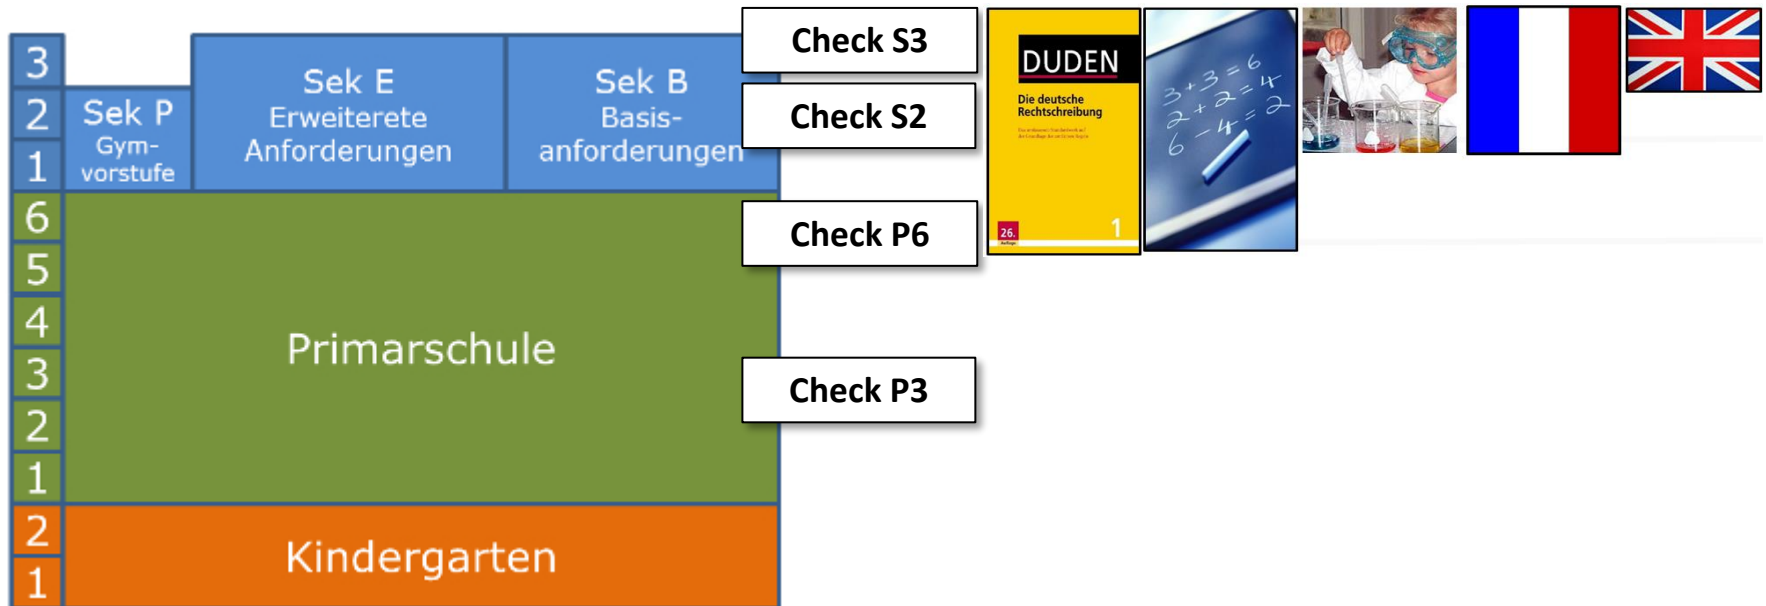 3
2
1
6
5
4
3
2
1
2
1
Sek P
Gym-
vorstufe
Sek E
Erweiterete
Anforderungen
Sek B
Basis-
anforderungen
Primarschule
Kindergarten
Check S3
Check S2
Check P6
Check P3
DUDEN
Die deutsche
Rechtschreibung
26.
Auflage
1
3+3=6
2+2=4
6-4=2